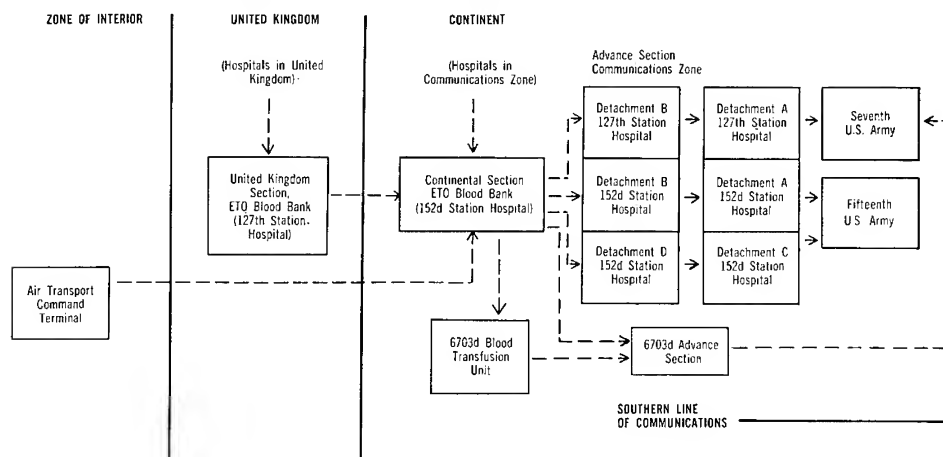 ZONE OF INTERIOR
UNITED KINGDOM
CONTINENT
(Hospitals in United
Kingdom)
(Hospitals in
Communications Zone)
Advance Section
Communications Zone
Detachment B
127th Station
Hospital
Detachment A
127th Station
Hospital
Seventh
U.S. Army
United Kingdom
Section,
ETO Blood Bank
(127th Station
Hospital)
Continental Section
ETO Blood Bank
(152d Station Hospital)
Detachment B
152d Station
Hospital
Detachment A
152d Station
Hospital
Fifteenth
U.S. Army
Detachment D
152d Station
Hospital
Detachment C
152d Station
Hospital
Air Transport
Command
Terminal
6703d Blood
Transfusion
Unit
6703d Advance
Section
SOUTHERN LINE
OF COMMUNICATIONS